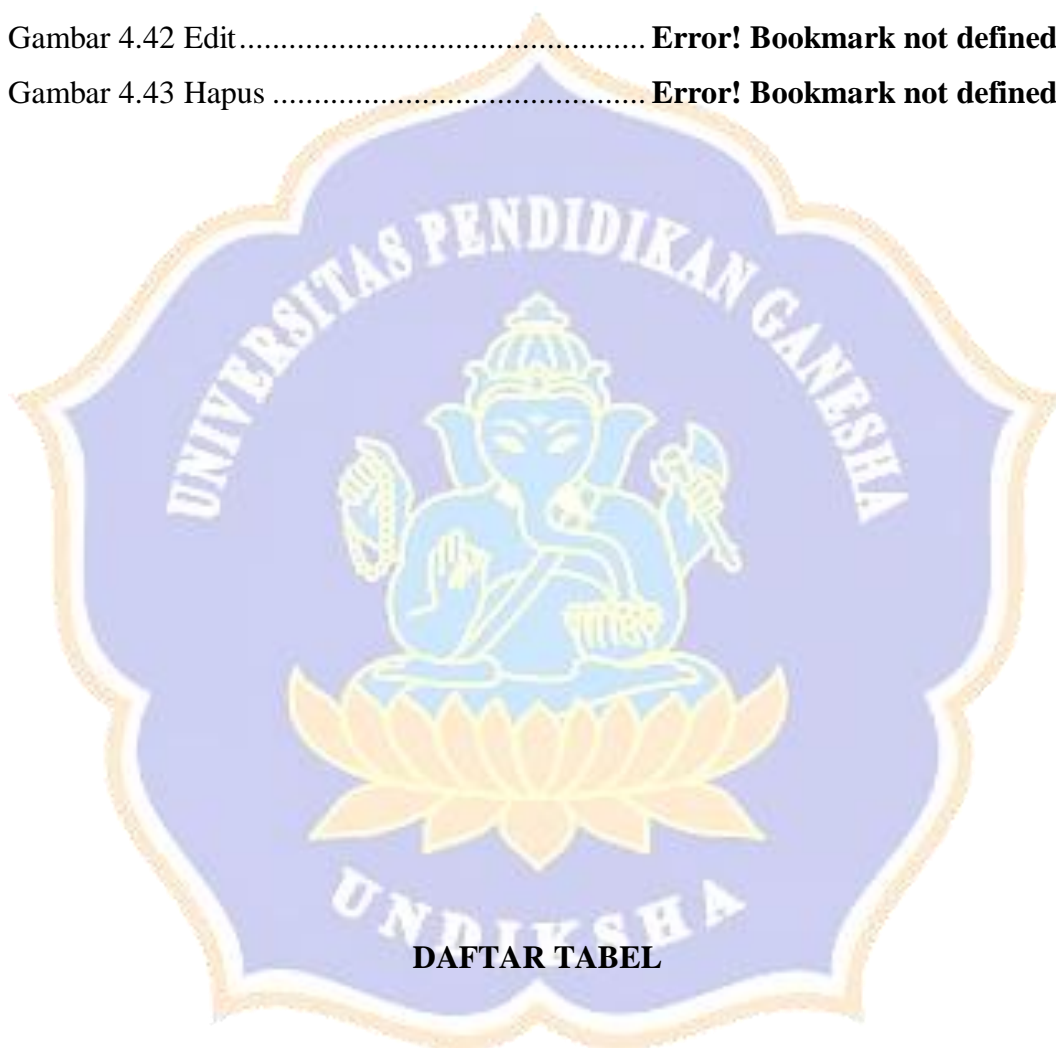 Gambar 4.42 Edit................................................. Error! Bookmark not defined
Gambar 4.43 Hapus ............................................. Error! Bookmark not defined
UNIVERSITAS PENDIDIKAN GANESHA
UNDIKSHA
DAFTAR TABEL